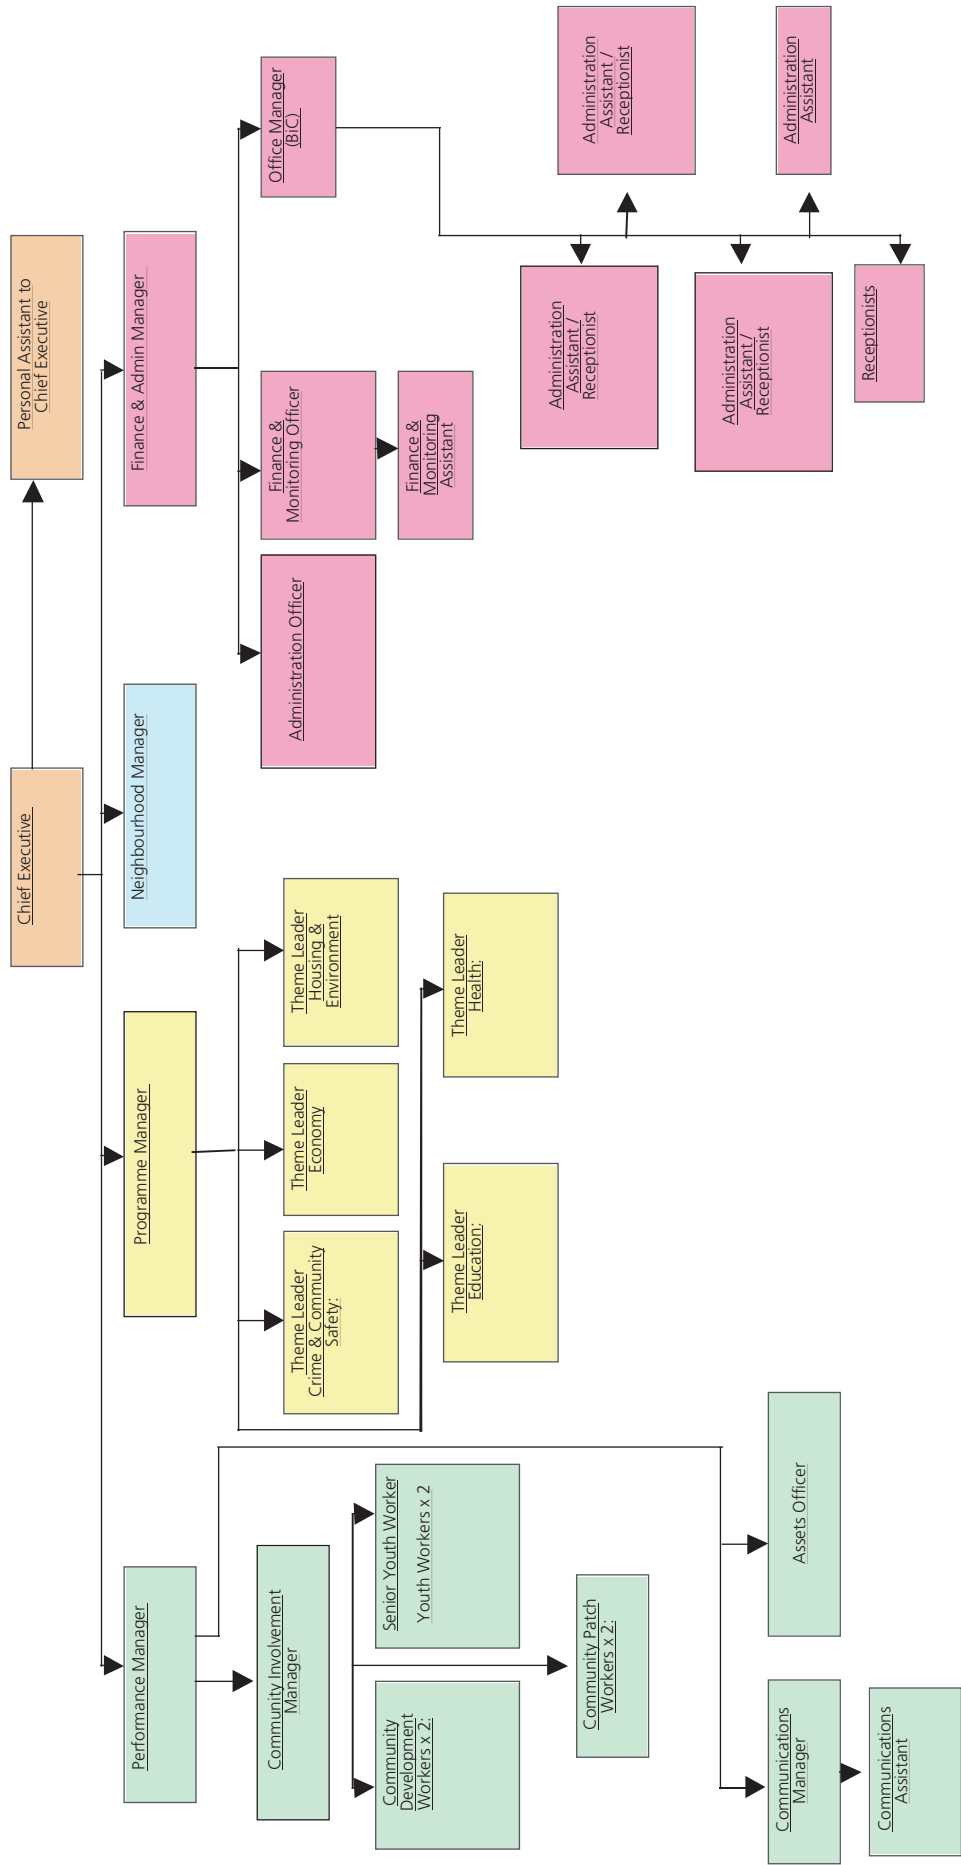 Chief Executive
Personal Assistant to
Chief Executive
Performance Manager
Programme Manager
Neighbourhood Manager
Finance & Admin Manager
Community Involvement
Manager
Theme Leader
Crime & Community
Safety:
Theme Leader
Economy
Theme Leader
Housing &
Environment
Administration Officer
Finance &
Monitoring Officer
Office Manager
(BiC)
Community
Development
Workers x 2:
Senior Youth Worker
Youth Workers x 2
Theme Leader
Education:
Theme Leader
Health:
Finance &
Monitoring
Assistant
Administration
Assistant /
Receptionist
Administration
Assistant /
Receptionist
Community Patch
Workers x 2:
Administration
Assistant /
Receptionist
Administration
Assistant
Communications
Manager
Assets Officer
Receptionists
Communications
Assistant